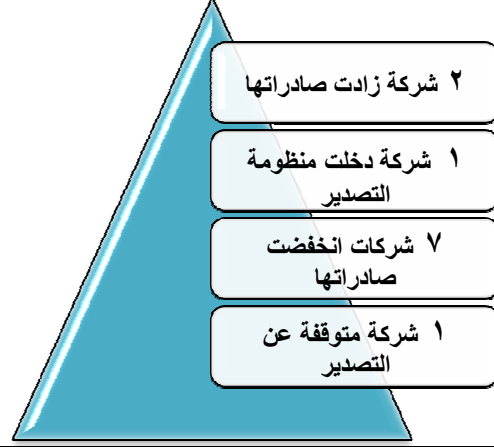 ٢ شركة زادت صادراتها
١ شركة دخلت منظومة
التصدير
٧ شركات انخفضت
صادراتها
١ شركة متوقفة عن
التصدير